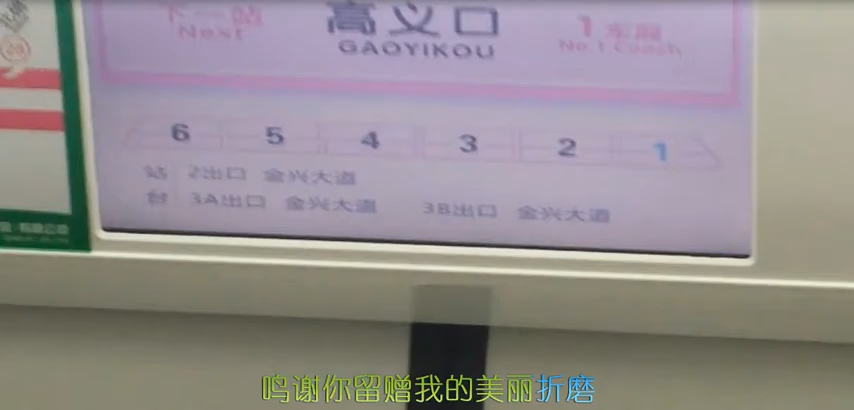 下一站
Next
高义口
GAOYIKOU
1 车厢
No.1 Coach
6 5 4 3 2 1
站台
2出口 金兴大道
3A出口 金兴大道 3B出口 金兴大道
鸣谢你留赠我的美丽折磨